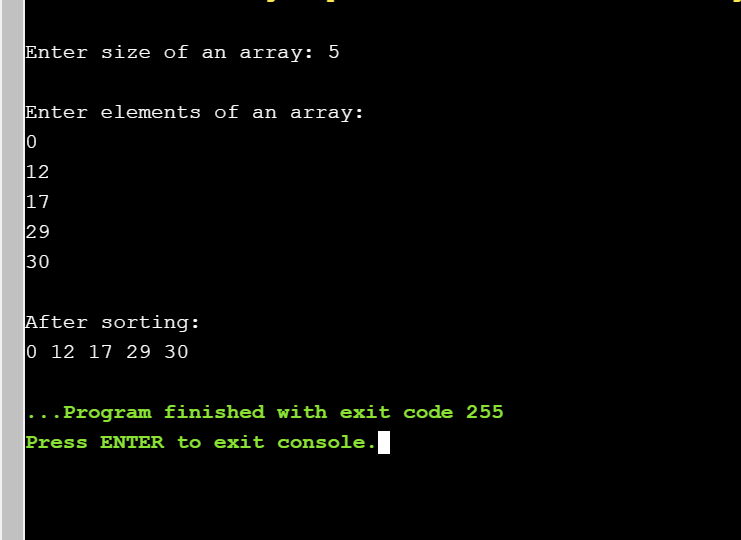 Enter size of an array: 5
Enter elements of an array:
0
12
17
29
30
After sorting:
0 12 17 29 30
...Program finished with exit code 255
Press ENTER to exit console.